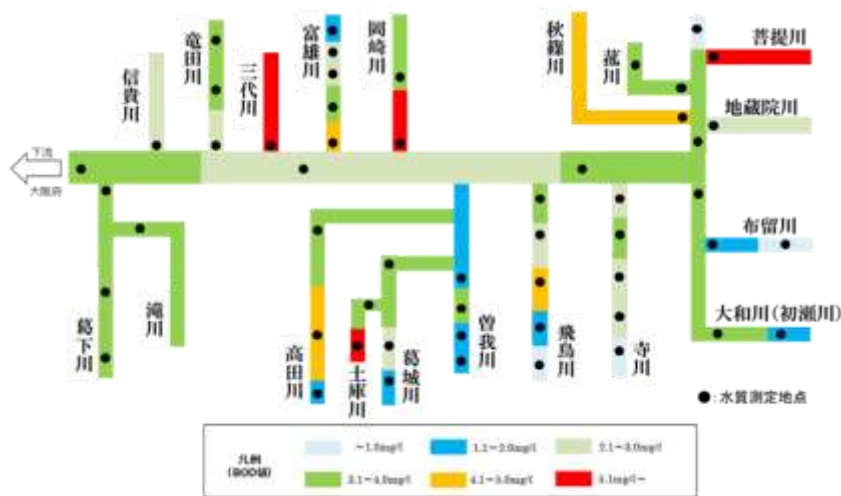 竜田川
富雄川
岡崎川
秋篠川
菰川
菩提川
信貴川
三代川
地蔵院川
下流
大阪府
布留川
大和川(初瀬川)
葛下川
滝川
高田川
土庫川
葛城川
曽我川
飛鳥川
寺川
●:水質測定地点
凡例
(BOD値)
～1.0mg/ℓ
1.1～2.0mg/ℓ
2.1～3.0mg/ℓ
3.1～4.0mg/ℓ
4.1～5.0mg/ℓ
5.1mg/ℓ～